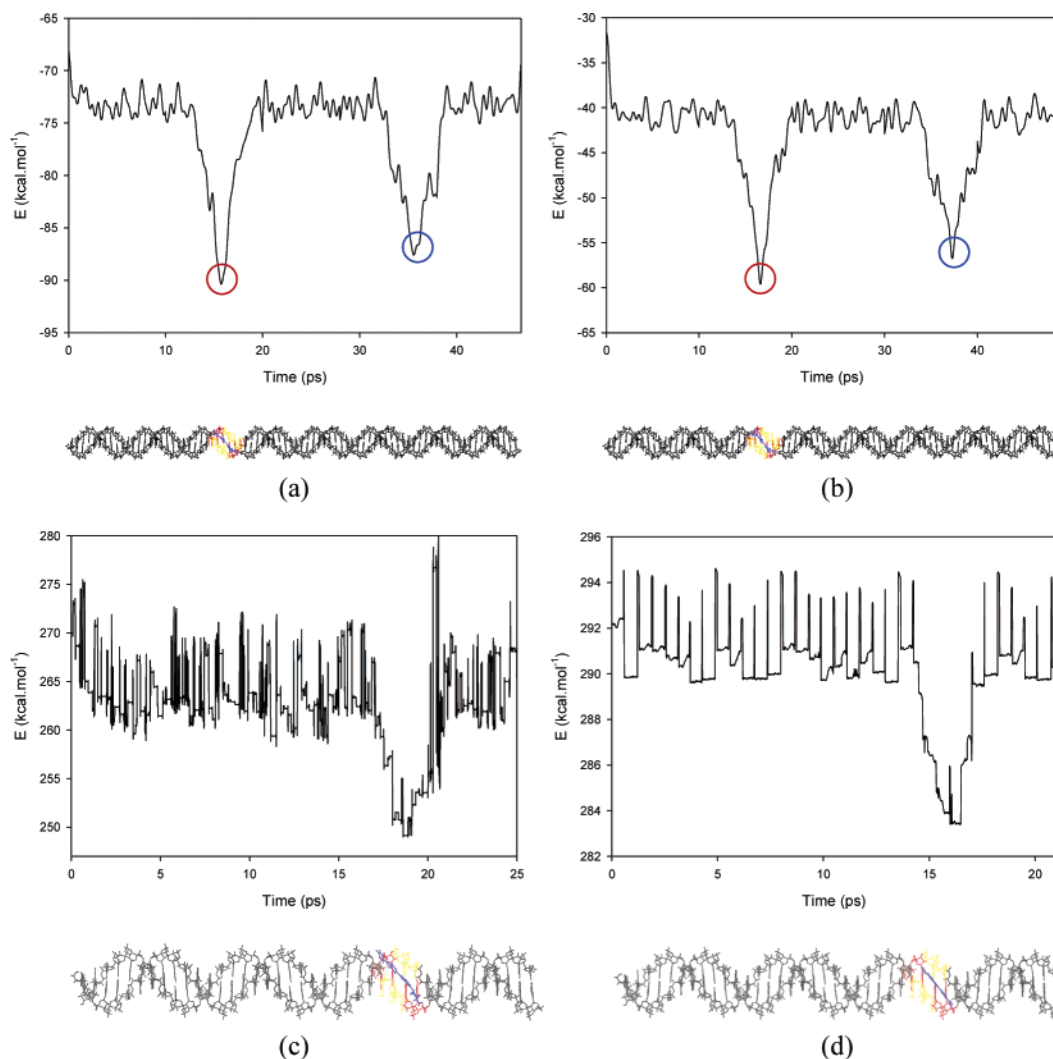 -65
-70
-75
-80
-85
-90
-95
E (kcal.mol⁻¹)
0 10 20 30 40
Time (ps)
(a)
-30
-35
-40
-45
-50
-55
-60
-65
E (kcal.mol⁻¹)
0 10 20 30 40
Time (ps)
(b)
280
275
270
265
260
255
250
E (kcal.mol⁻¹)
0 5 10 15 20 25
Time (ps)
(c)
296
294
292
290
288
286
284
282
E (kcal.mol⁻¹)
0 5 10 15 20
Time (ps)
(d)